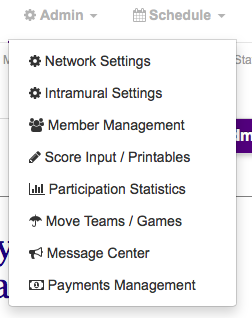 Admin Schedule
Network Settings
Intramural Settings
Member Management
Score Input / Printables
Participation Statistics
Move Teams / Games
Message Center
Payments Management